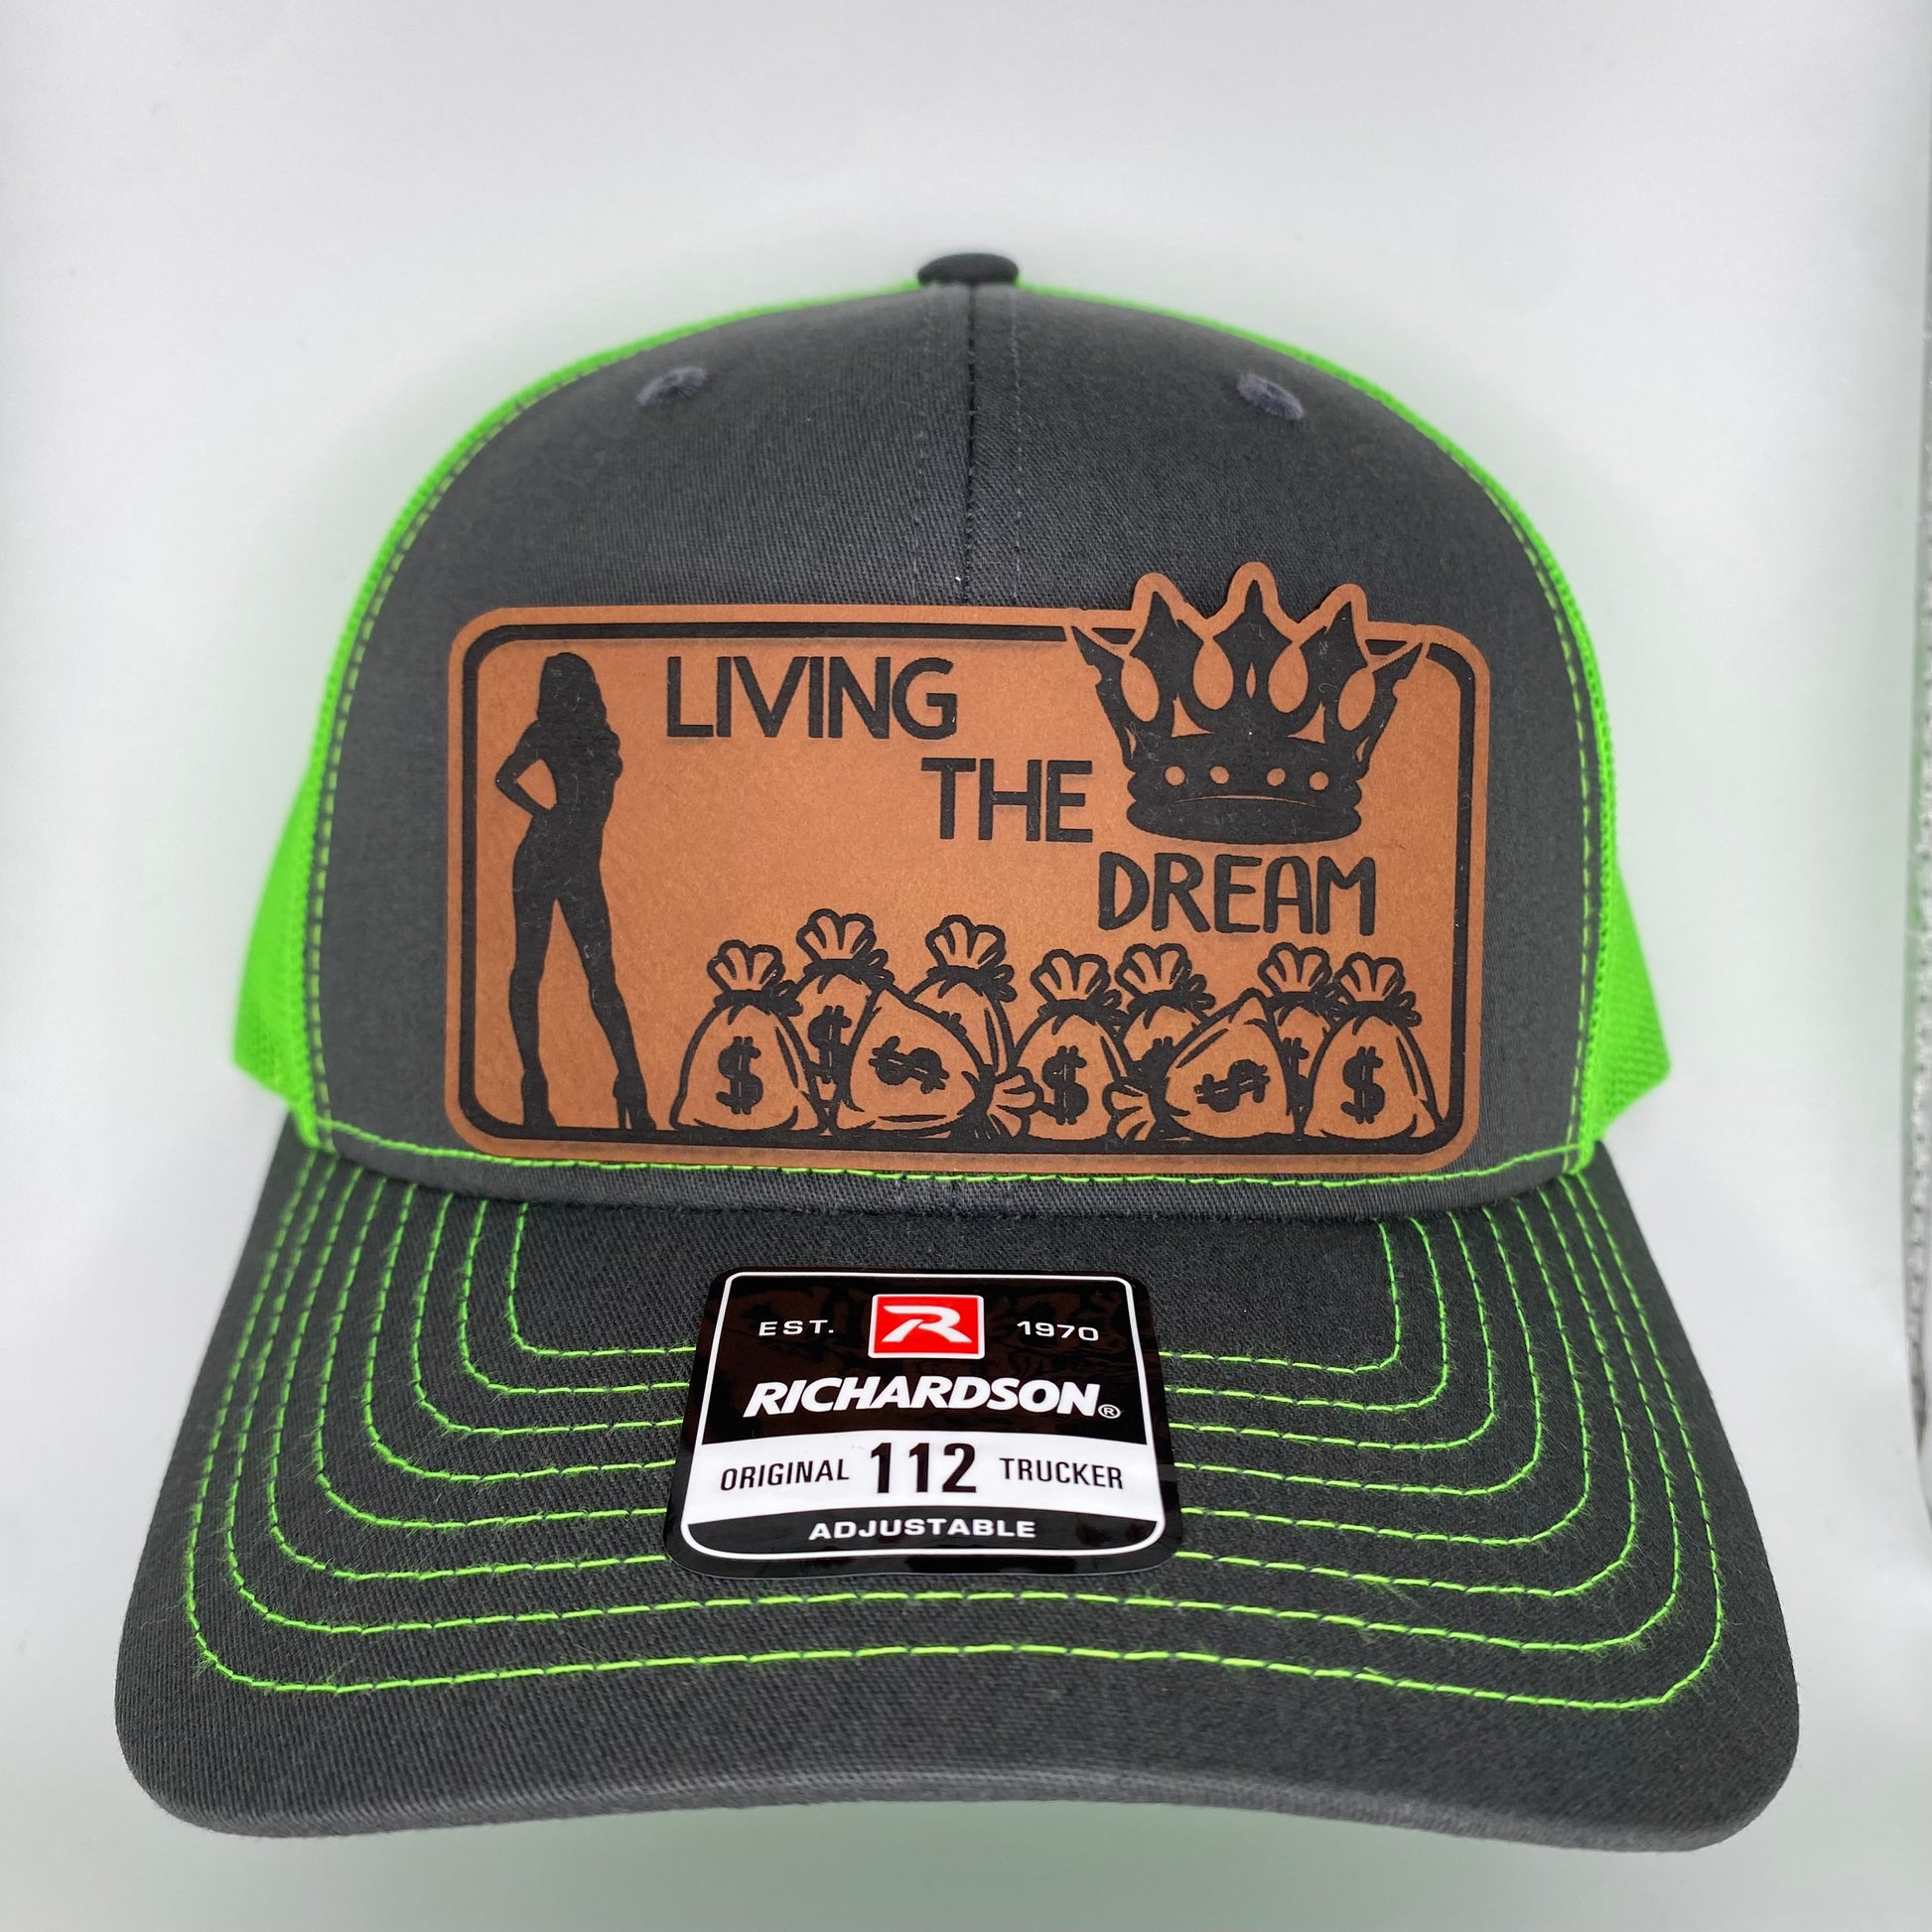 LIVING
THE
DREAM
$ $ $ $ $ $ $ $ $
EST. R 1970
RICHARDSON®
ORIGINAL 112 TRUCKER
ADJUSTABLE